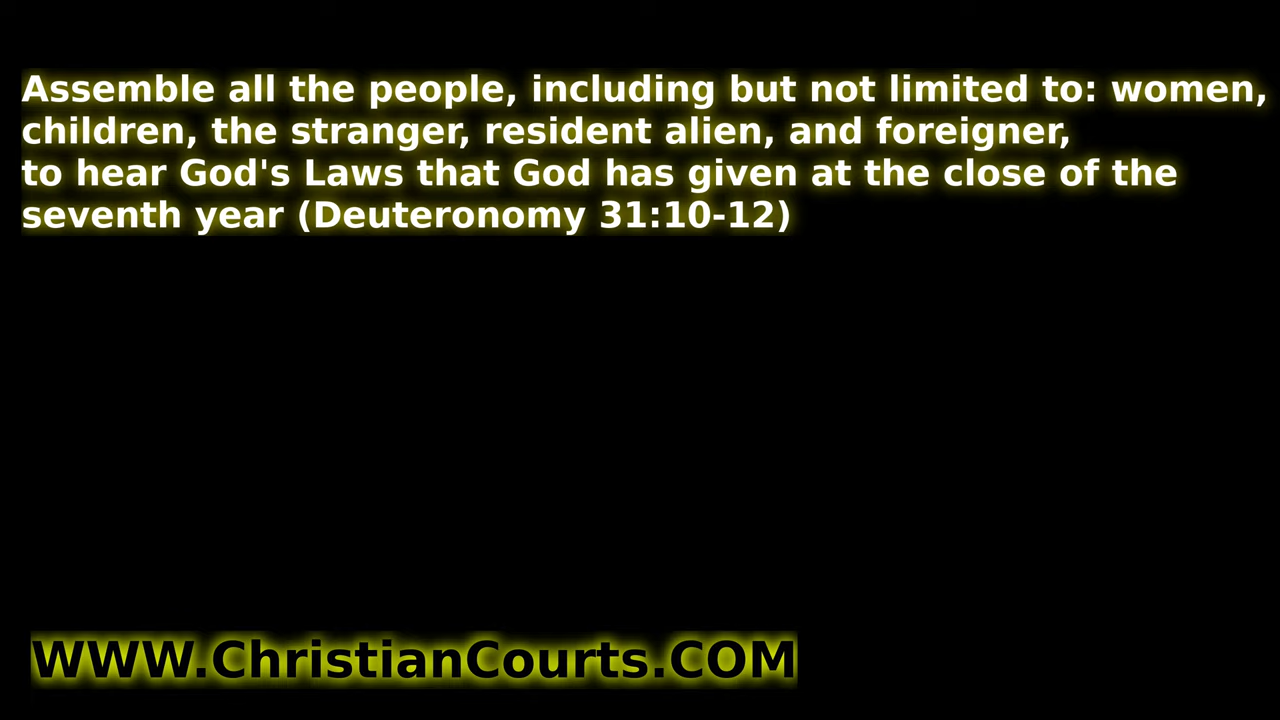 Assemble all the people, including but not limited to: women,
children, the stranger, resident alien, and foreigner,
to hear God's Laws that God has given at the close of the
seventh year (Deuteronomy 31:10-12)
WWW.ChristianCourts.COM